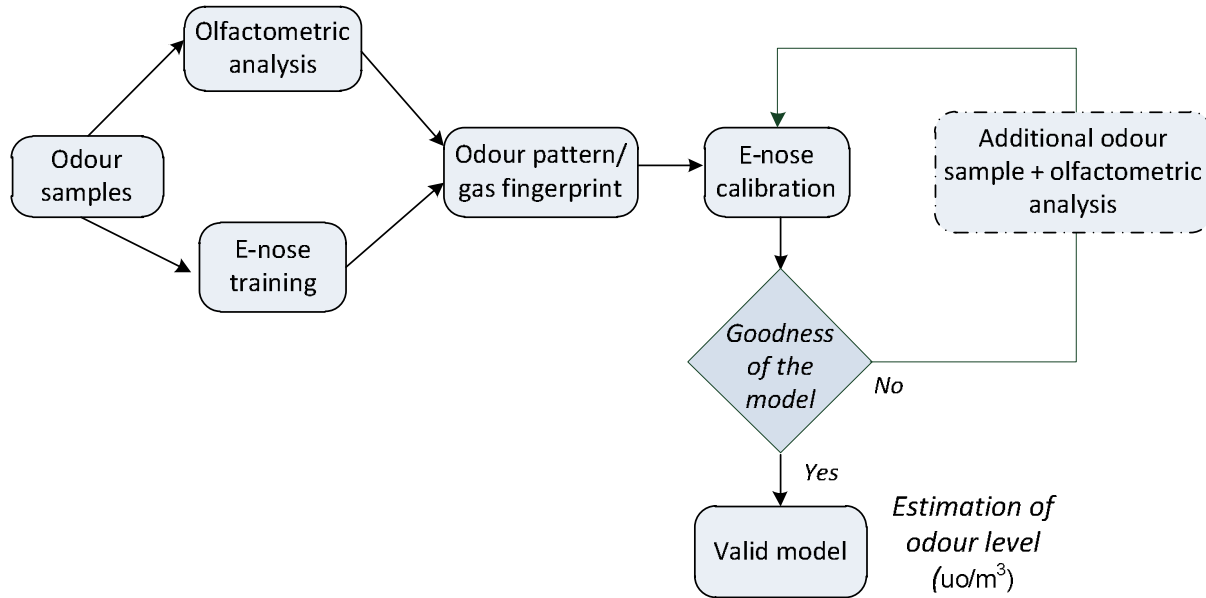 Olfactometric
analysis
Odour
samples
E-nose
training
Odour pattern/
gas fingerprint
E-nose
calibration
Additional odour
sample + olfactometric
analysis
Goodness
of the
model
No
Yes
Valid model
Estimation of
odour level
(uo/m³)